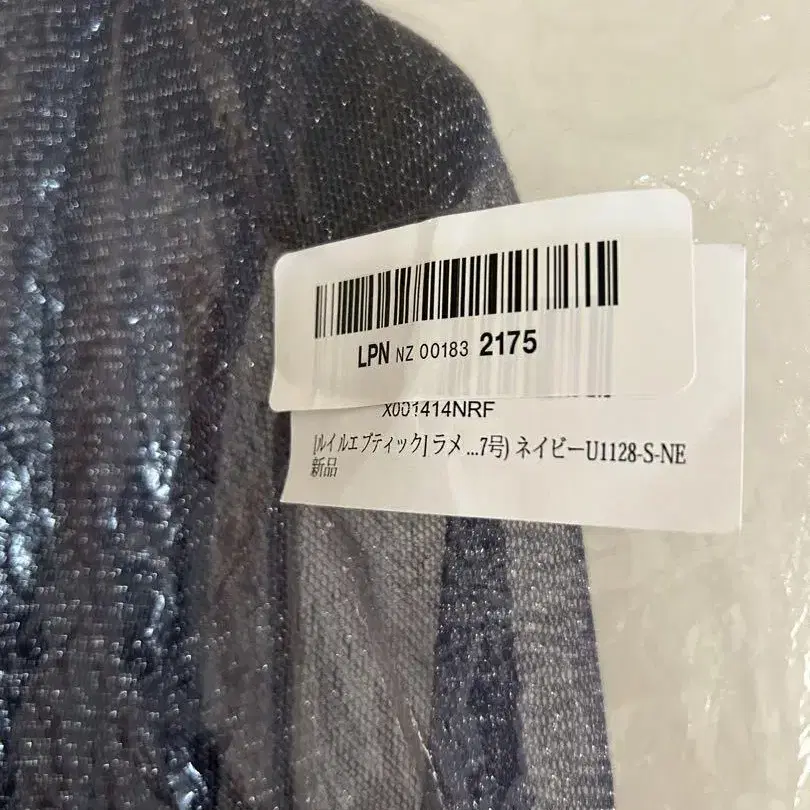 LPN NZ 00183 2175
X001414NRF
[ルイルエブティック] ラメ ...7号) ネイビーU1128-S-NE
新品